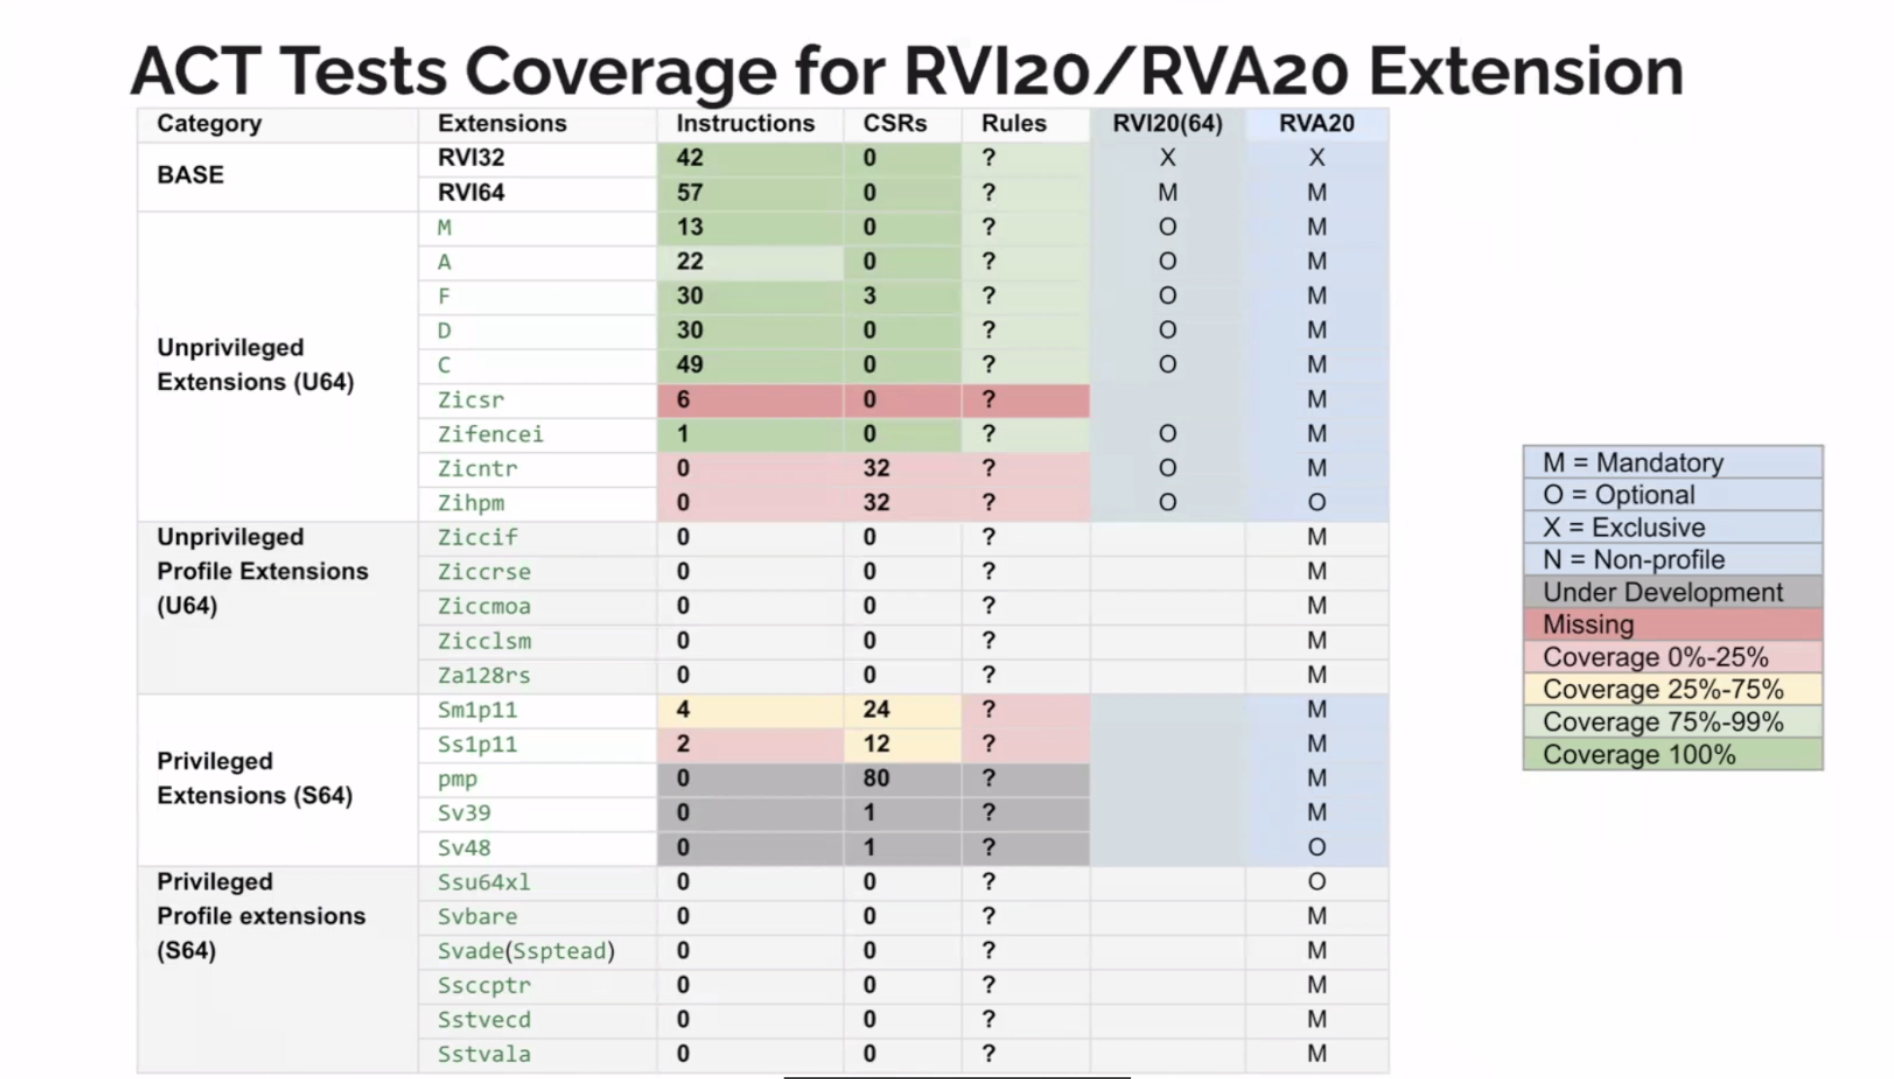 ACT Tests Coverage for RVI20/RVA20 Extension
Category Extensions Instructions CSRs Rules RVI20(64) RVA20
BASE
RVI32 42 0 ? X X
RVI64 57 0 ? M M
Unprivileged
Extensions (U64)
M 13 0 ? O M
A 22 0 ? O M
F 30 3 ? O M
D 30 0 ? O M
C 49 0 ? O M
Zicsr 6 0 ? M
Zifencei 1 0 ? O M
Zicntr 0 32 ? O M
Zihpm 0 32 ? O O
Unprivileged
Profile Extensions
(U64)
Ziccif 0 0 ? M
Ziccrse 0 0 ? M
Ziccmoa 0 0 ? M
Zicclsm 0 0 ? M
Za128rs 0 0 ? M
Privileged
Extensions (S64)
Sm1p11 4 24 ? M
Ss1p11 2 12 ? M
pmp 0 80 ? M
Sv39 0 1 ? M
Sv48 0 1 ? O
Privileged
Profile extensions
(S64)
Ssu64xl 0 0 ? O
Svbare 0 0 ? M
Svade(Ssptead) 0 0 ? M
Ssccptr 0 0 ? M
Sstvecd 0 0 ? M
Sstvala 0 0 ? M
M = Mandatory
O = Optional
X = Exclusive
N = Non-profile
Under Development
Missing
Coverage 0%-25%
Coverage 25%-75%
Coverage 75%-99%
Coverage 100%